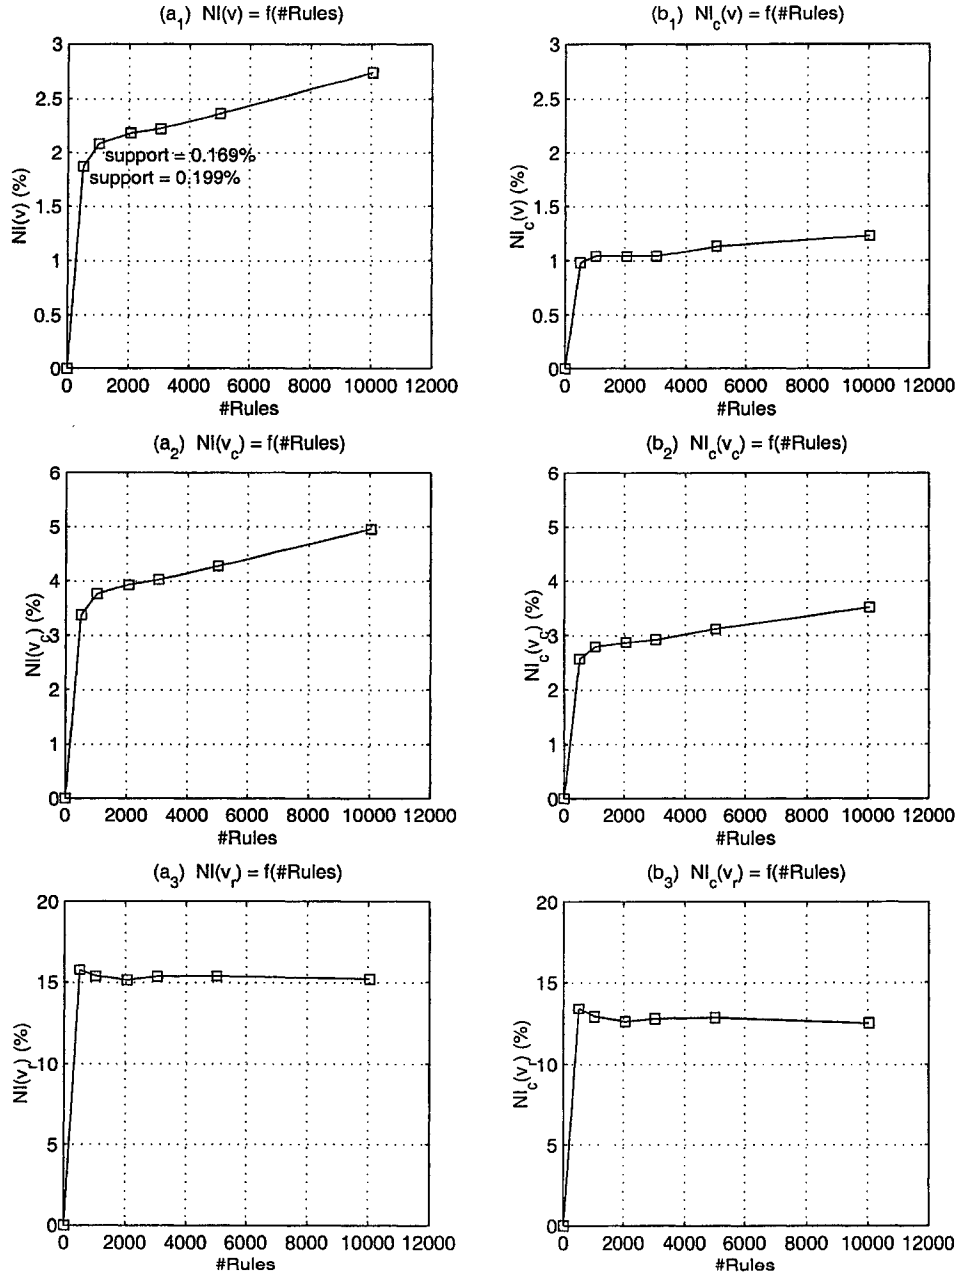 (a1) NI(v) = f(#Rules)
3
2.5
2
1.5
1
0.5
0
NI(v) (%)
support = 0.169%
support = 0.199%
0 2000 4000 6000 8000 10000 12000
#Rules
(b1) NIc(v) = f(#Rules)
3
2.5
2
1.5
1
0.5
0
NIc(v) (%)
0 2000 4000 6000 8000 10000 12000
#Rules
(a2) NI(vc) = f(#Rules)
6
5
4
3
2
1
0
NI(vc) (%)
0 2000 4000 6000 8000 10000 12000
#Rules
(b2) NIc(vc) = f(#Rules)
6
5
4
3
2
1
0
NIc(vc) (%)
0 2000 4000 6000 8000 10000 12000
#Rules
(a3) NI(vr) = f(#Rules)
20
15
10
5
0
NI(vr) (%)
0 2000 4000 6000 8000 10000 12000
#Rules
(b3) NIc(vr) = f(#Rules)
20
15
10
5
0
NIc(vr) (%)
0 2000 4000 6000 8000 10000 12000
#Rules